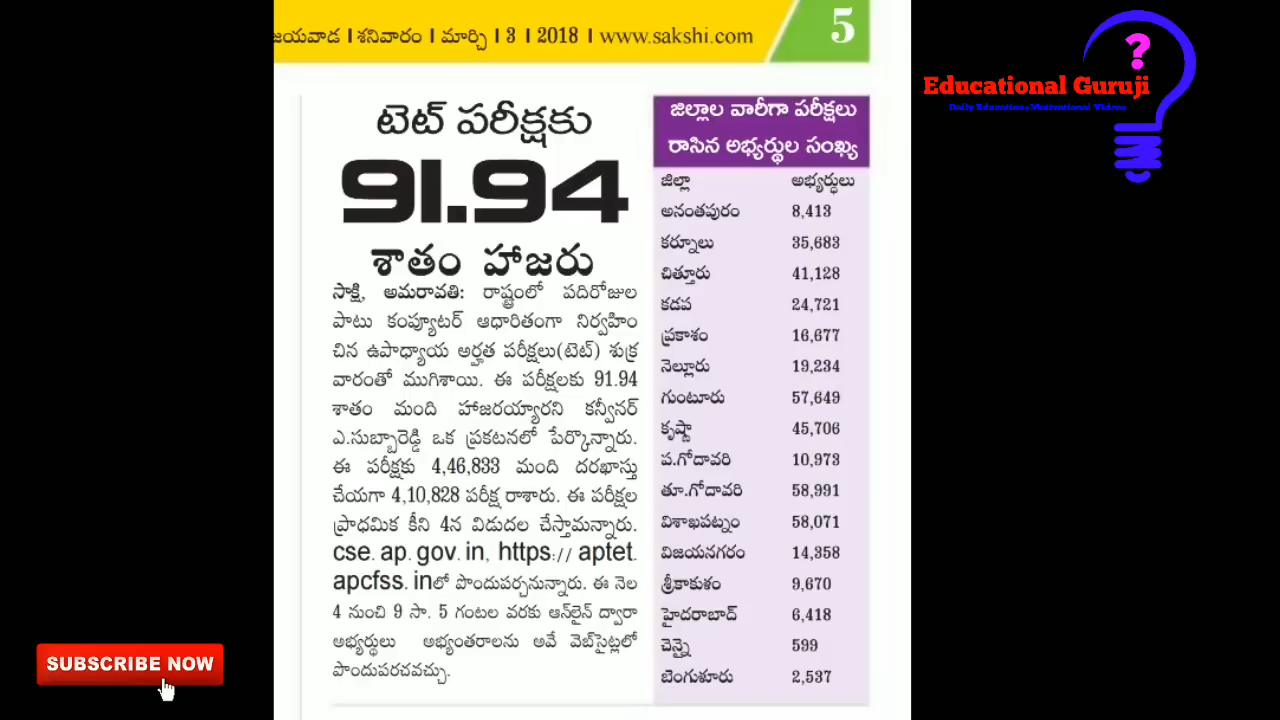 జయవాడ I శనివారం I మార్చి I 3 I 2018 I www.sakshi.com
5
?
Educational Guruji
టెట్ పరీక్షకు
91.94
శాతం హాజరు
సాక్షి, అమరావతి: రాష్ట్రంలో పదిరోజుల
పాటు కంప్యూటర్ ఆధారితంగా నిర్వహిం
చిన ఉపాధ్యాయ అర్హత పరీక్షలు(టెట్) శుక్ర
వారంతో ముగిశాయి. ఈ పరీక్షలకు 91.94
శాతం మంది హాజరయ్యారని కన్వీనర్
ఎ.సుబ్బారెడ్డి ఒక ప్రకటనలో పేర్కొన్నారు.
ఈ పరీక్షకు 4,46,833 మంది దరఖాస్తు
చేయగా 4,10,828 పరీక్ష రాశారు. ఈ పరీక్షల
ప్రాధమిక కీని 4న విడుదల చేస్తామన్నారు.
cse. ap. gov. in, https:// aptet.
apcfss. inలో పొందుపర్చనున్నారు. ఈ నెల
4 నుంచి 9 సా. 5 గంటల వరకు ఆన్‌లైన్ ద్వారా
అభ్యర్థులు అభ్యంతరాలను అవే వెబ్‌సైట్లలో
పొందుపరచవచ్చు.
జిల్లాల వారీగా పరీక్షలు
రాసిన అభ్యర్థుల సంఖ్య
జిల్లా అభ్యర్థులు
అనంతపురం 8,413
కర్నూలు 35,683
చిత్తూరు 41,128
కడప 24,721
ప్రకాశం 16,677
నెల్లూరు 19,234
గుంటూరు 57,649
కృష్ణా 45,706
ప.గోదావరి 10,973
తూ.గోదావరి 58,991
విశాఖపట్నం 58,071
విజయనగరం 14,358
శ్రీకాకుళం 9,670
హైదరాబాద్ 6,418
చెన్నై 599
బెంగుళూరు 2,537
SUBSCRIBE NOW